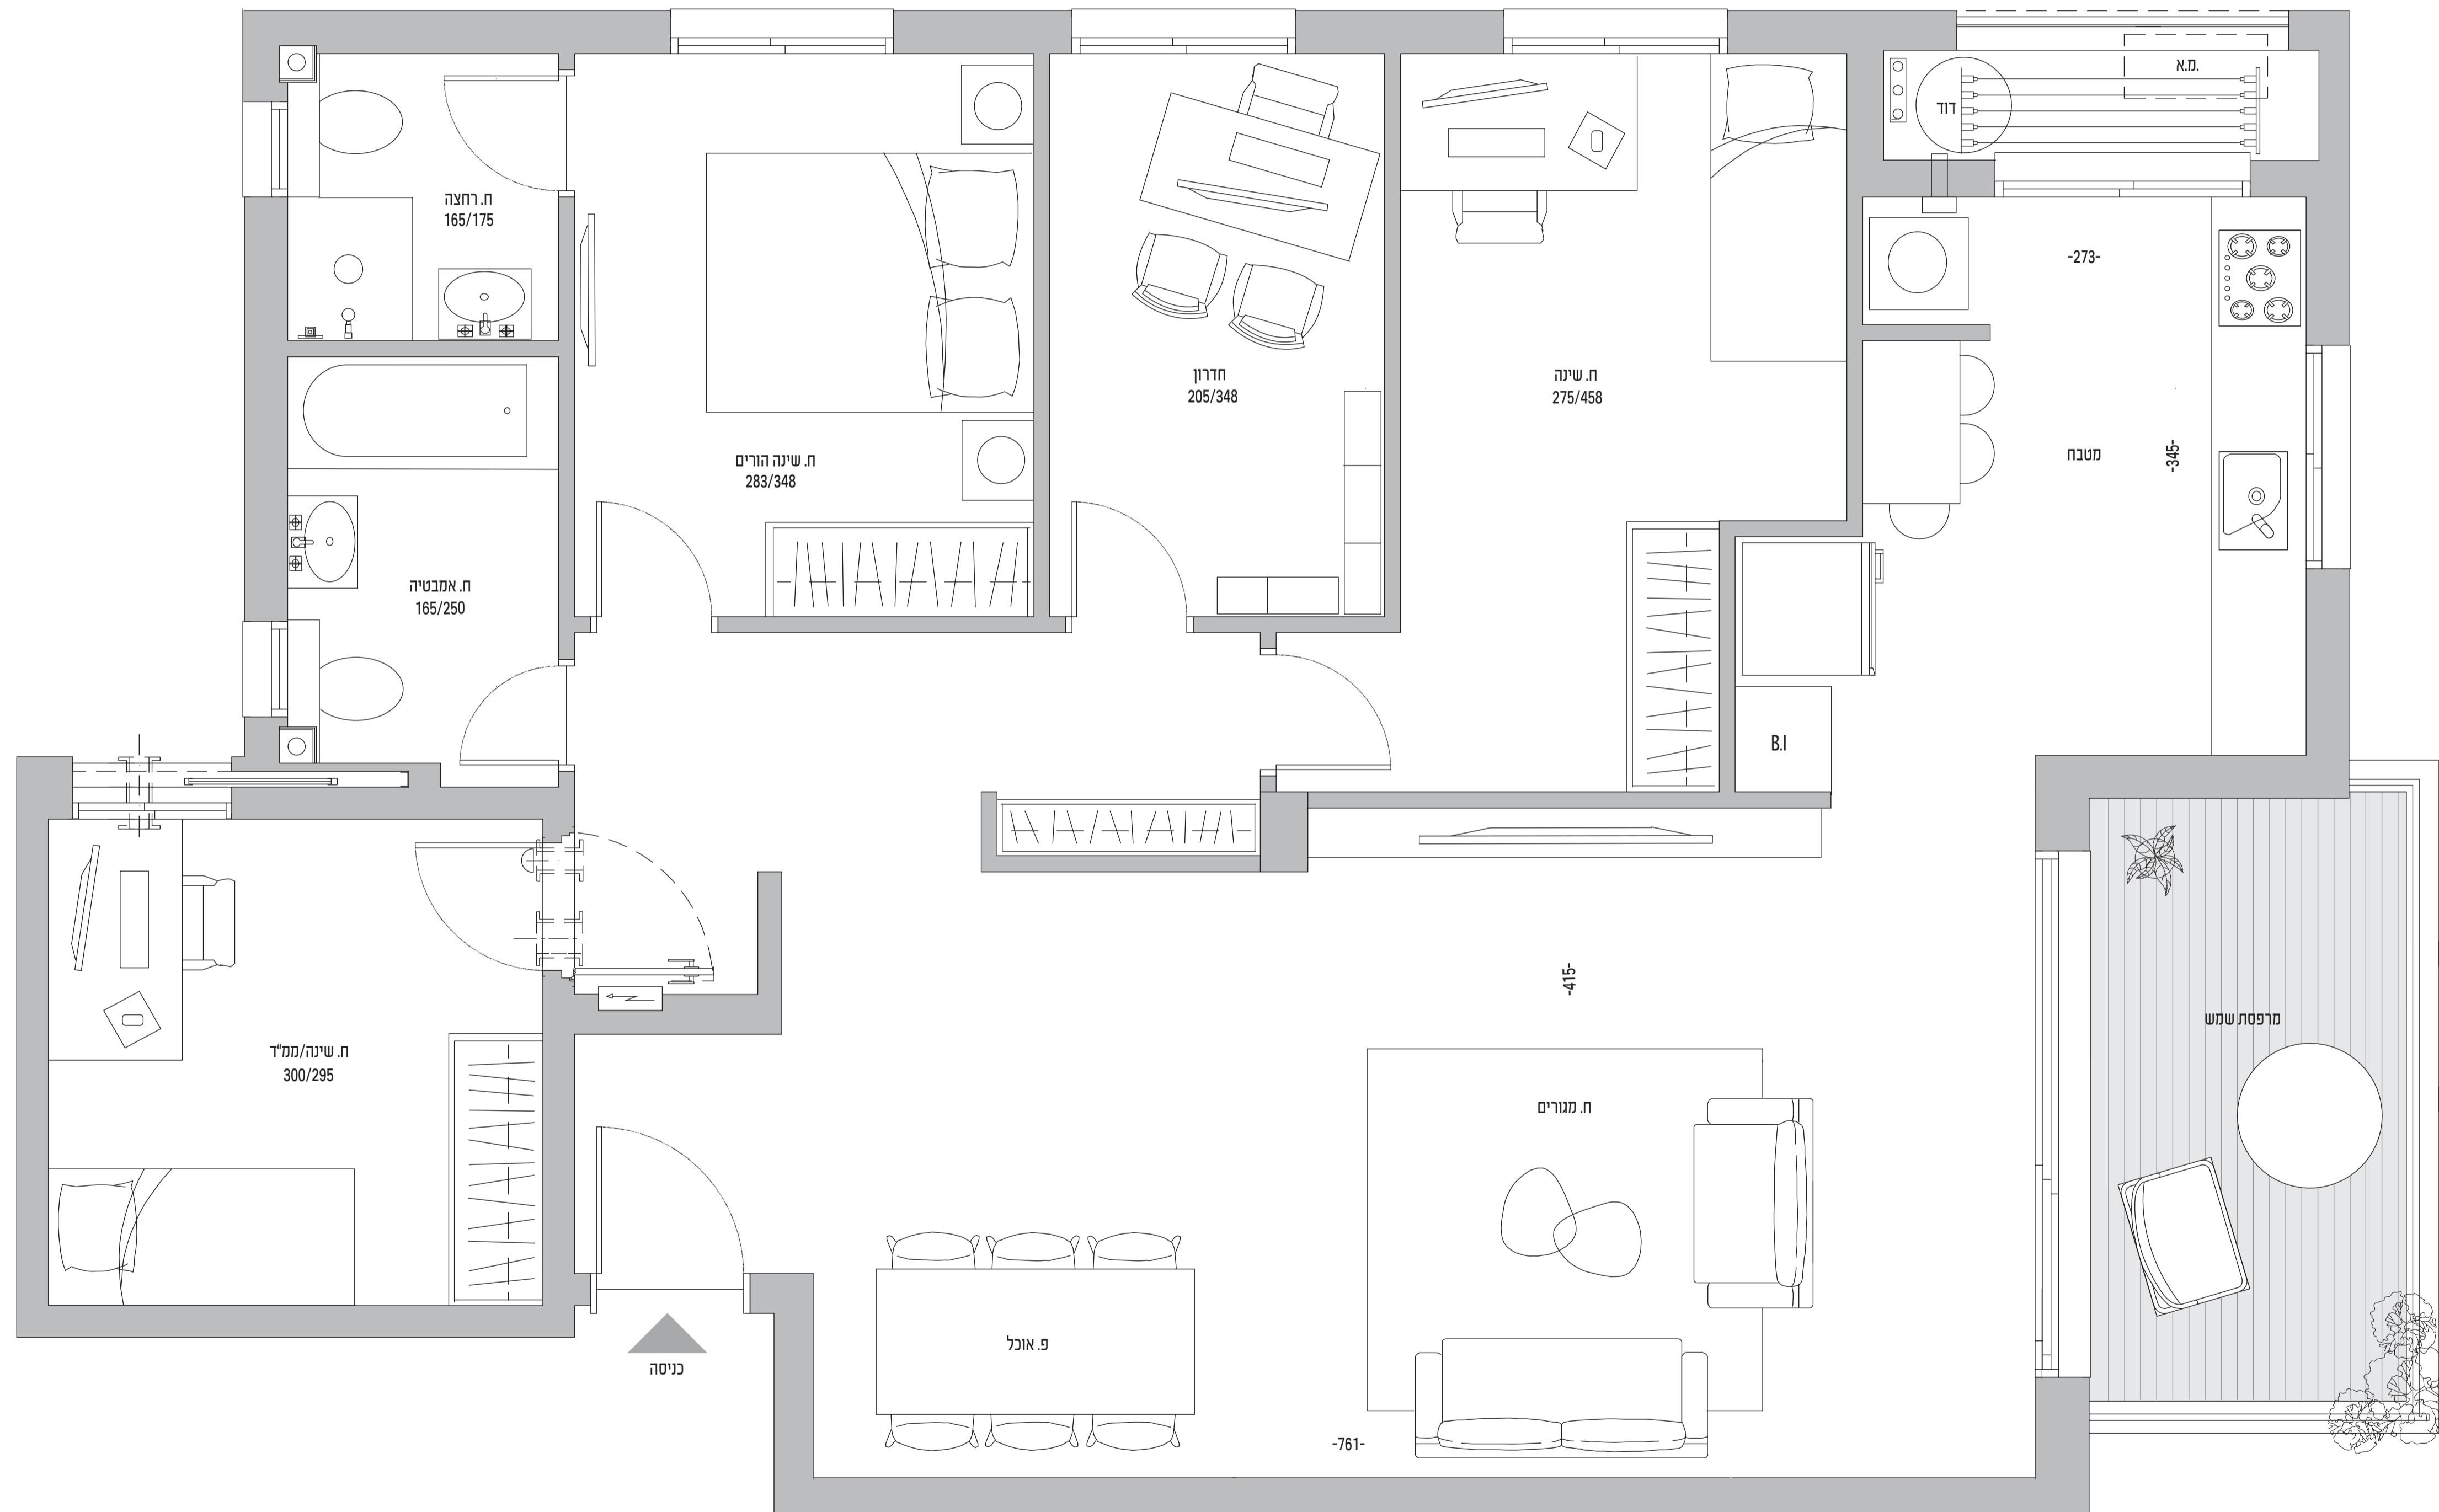 מ.א.
דוד
ח. רחצה
165/175
-273-
חדרון
205/348
ח. שינה
275/458
ח. שינה הורים
283/348
מטבח
-345-
ח. אמבטיה
165/250
B.I
-415-
מרפסת שמש
ח. שינה/ממ"ד
300/295
ח. מגורים
פ. אוכל
כניסה
-761-